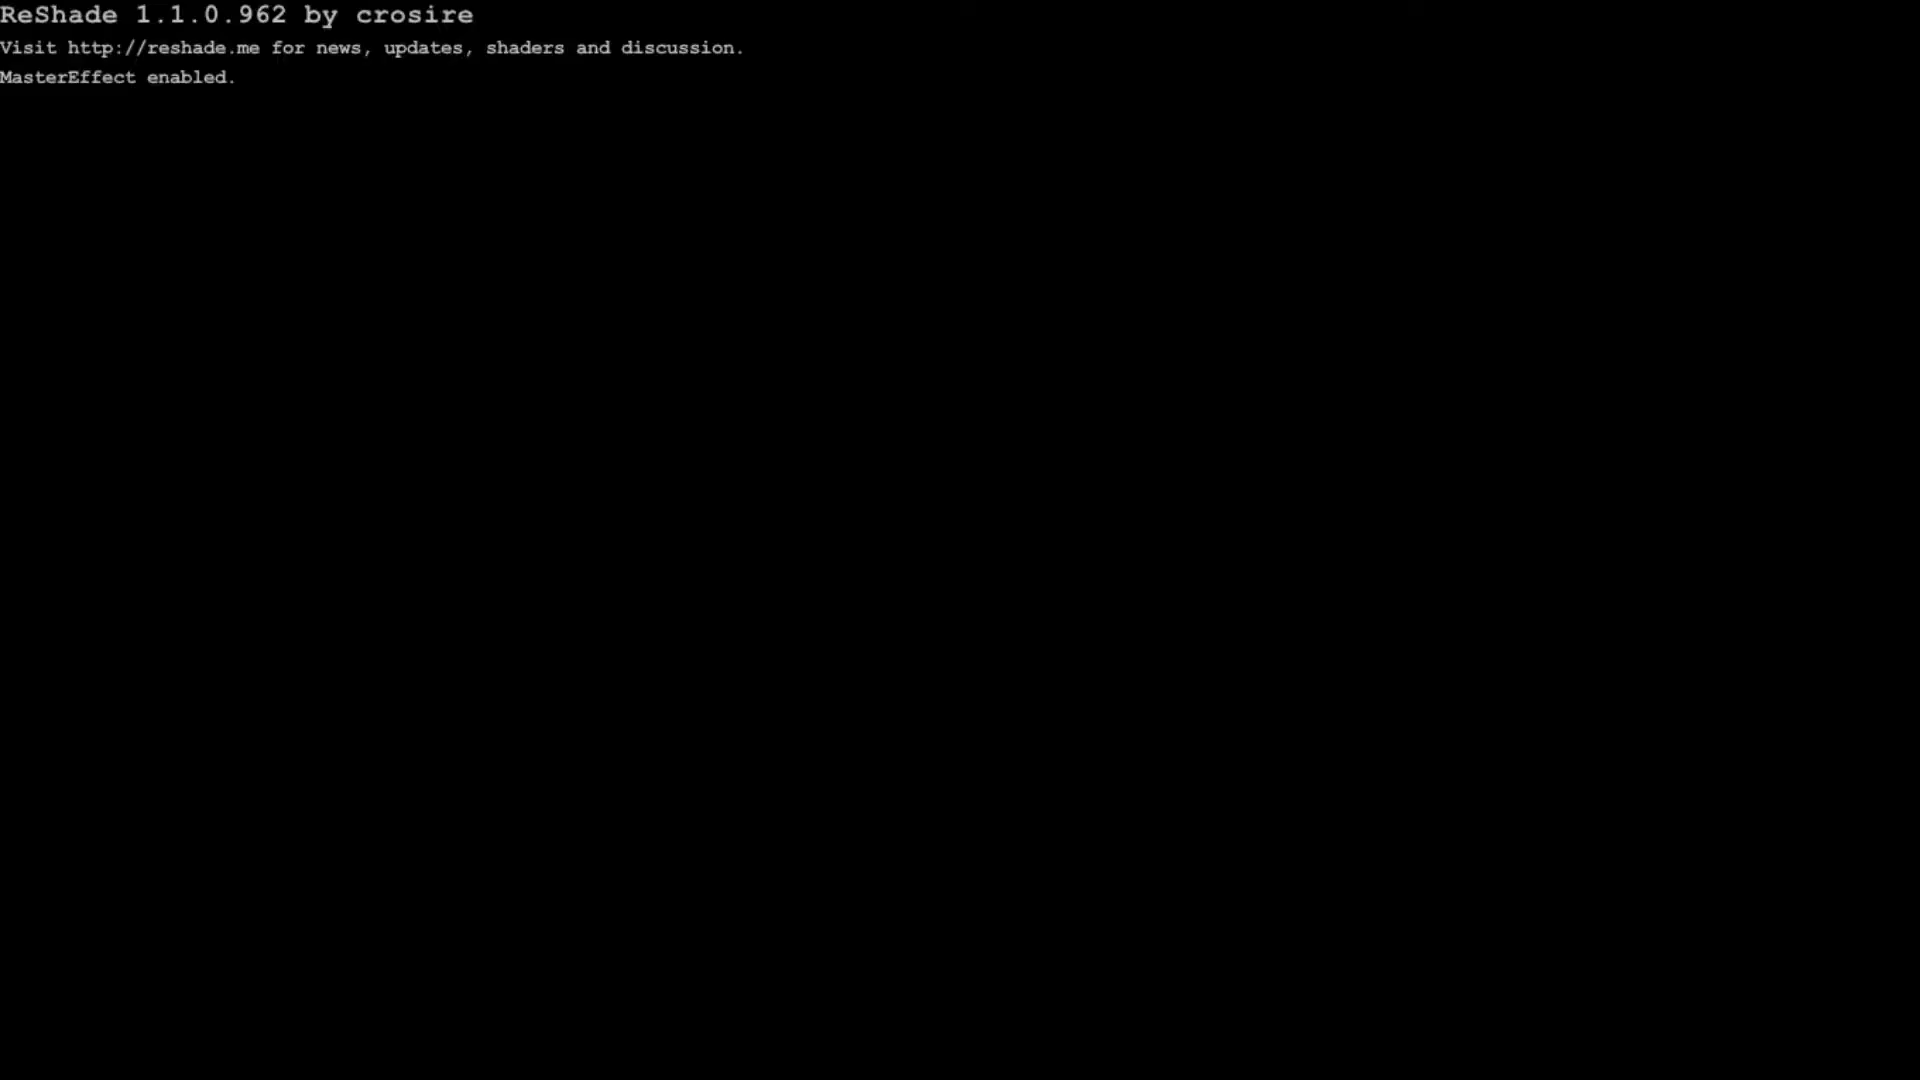 ReShade 1.1.0.962 by crosire
Visit http://reshade.me for news, updates, shaders and discussion.
MasterEffect enabled.